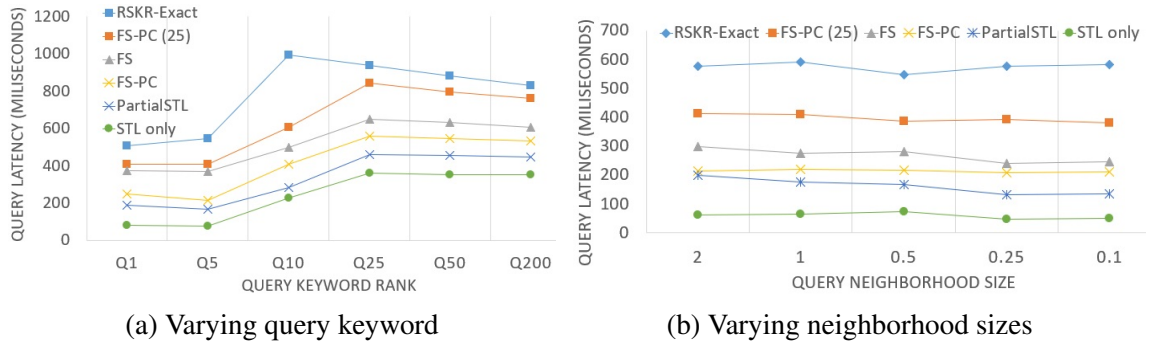 1200
1000
800
600
400
200
0
QUERY LATENCY (MILISECONDS)
RSKR-Exact
FS-PC (25)
FS
FS-PC
PartialSTL
STL only
Q1 Q5 Q10 Q25 Q50 Q200
QUERY KEYWORD RANK
(a) Varying query keyword
700
600
500
400
300
200
100
0
QUERY LATENCY (MILISECONDS)
RSKR-Exact FS-PC (25) FS FS-PC PartialSTL STL only
2 1 0.5 0.25 0.1
QUERY NEIGHBORHOOD SIZE
(b) Varying neighborhood sizes